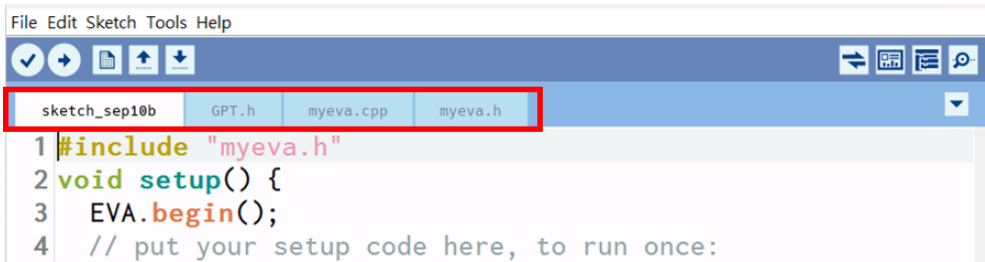 File Edit Sketch Tools Help
sketch_sep10b GPT.h myeva.cpp myeva.h
1 #include "myeva.h"
2 void setup() {
3 EVA.begin();
4 // put your setup code here, to run once: